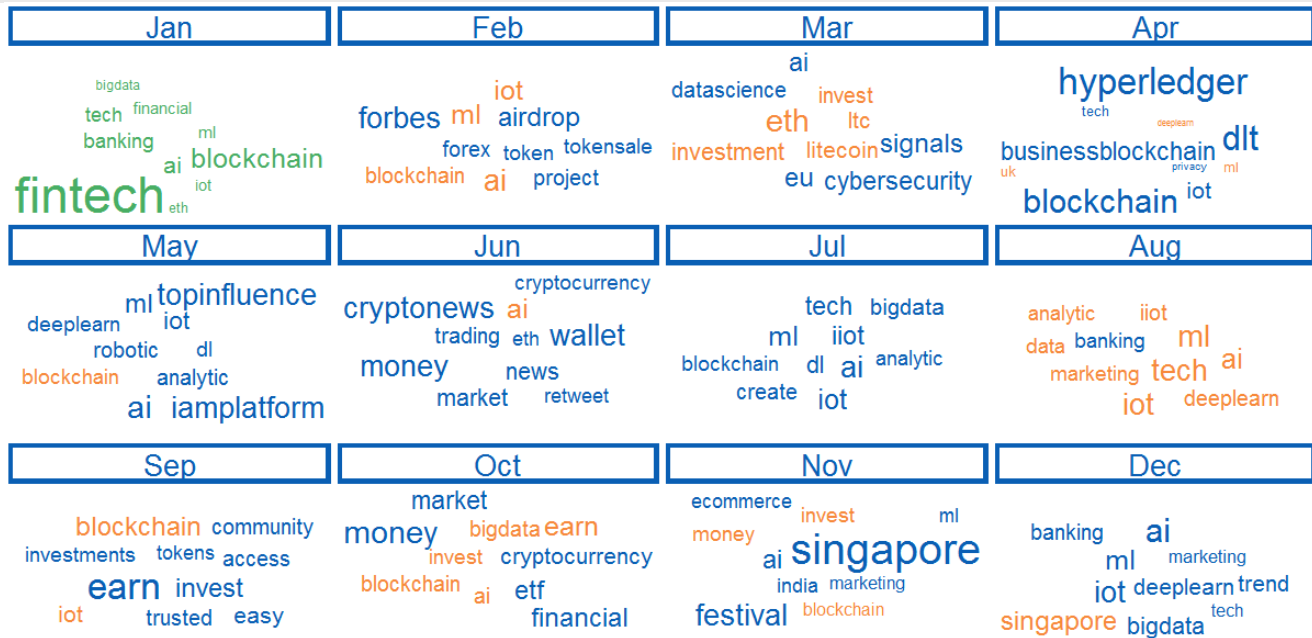 Jan
bigdata
tech financial
banking ml
ai blockchain
fintech iot
eth
Feb
iot
forbes ml airdrop
forex token tokensale
blockchain ai project
Mar
ai
datascience invest
eth ltc
investment litecoin signals
eu cybersecurity
Apr
hyperledger
tech deeplearn
businessblockchain dlt
uk privacy ml
blockchain iot
May
ml topinfluence
deeplearn iot
robotic dl
blockchain analytic
ai iamplatform
Jun
cryptocurrency
cryptonews ai
trading eth wallet
money news
market retweet
Jul
tech bigdata
ml iiot
blockchain dl ai analytic
create iot
Aug
analytic iiot
data banking ml
marketing tech ai
iot deeplearn
Sep
blockchain community
investments tokens access
earn invest
iot trusted easy
Oct
market
money bigdata earn
invest cryptocurrency
blockchain ai etf
financial
Nov
ecommerce invest ml
money
ai singapore
india marketing
festival blockchain
Dec
banking ai
ml marketing
iot deeplearn trend
singapore bigdata tech